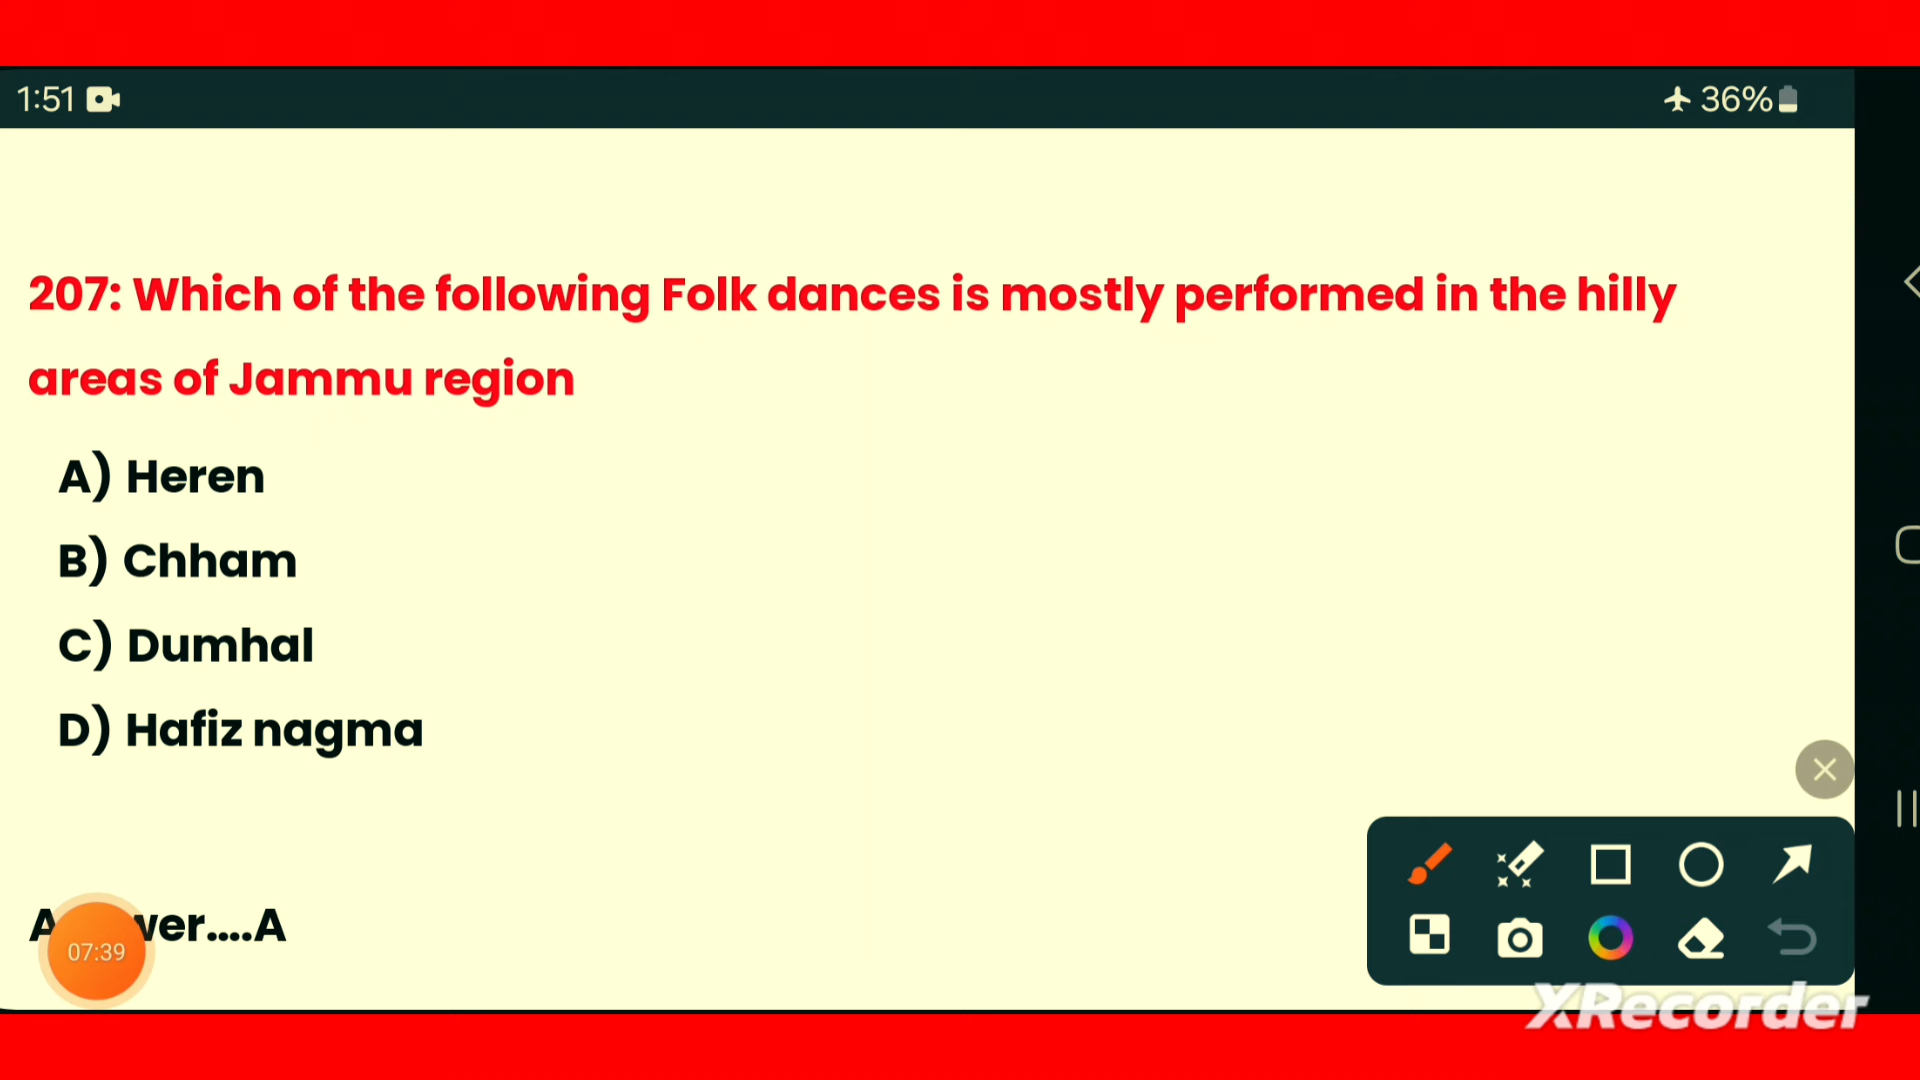 1:51
36%
207: Which of the following Folk dances is mostly performed in the hilly
areas of Jammu region
A) Heren
B) Chham
C) Dumhal
D) Hafiz nagma
wer....A
07:39
XRecorder